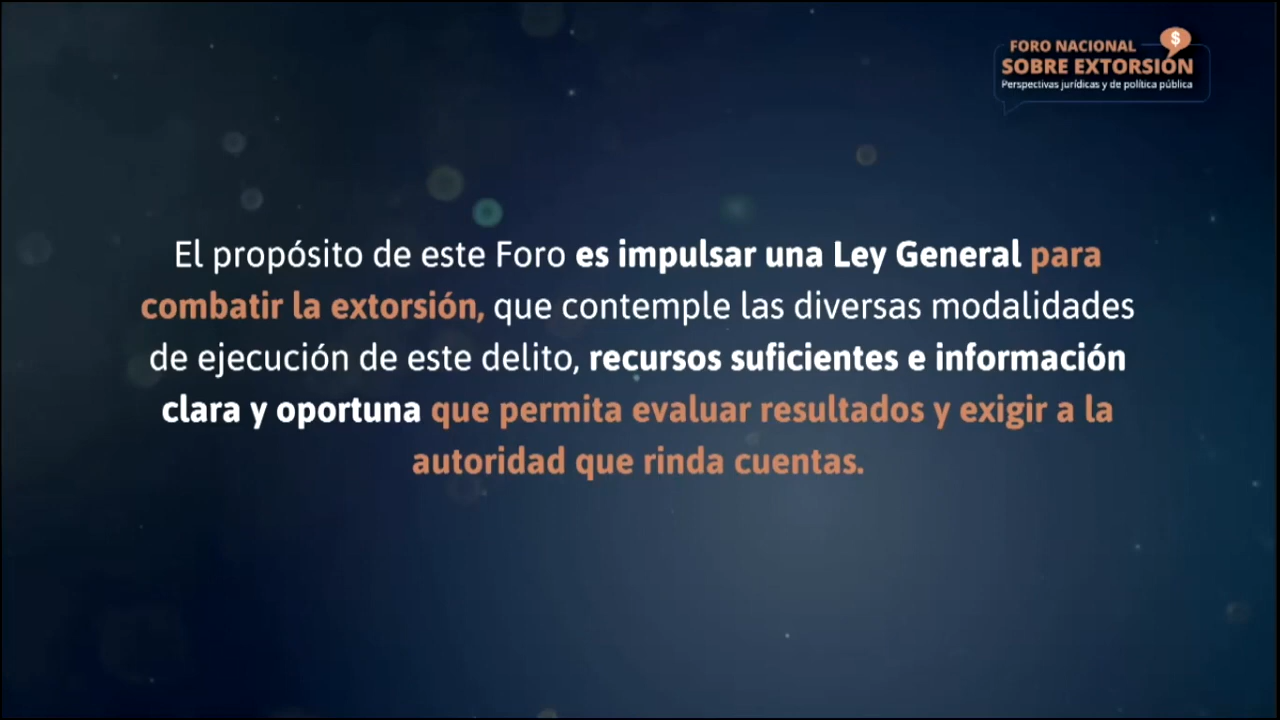 FORO NACIONAL
$
SOBRE EXTORSIÓN
Perspectivas jurídicas y de política pública
El propósito de este Foro es impulsar una Ley General para
combatir la extorsión, que contemple las diversas modalidades
de ejecución de este delito, recursos suficientes e información
clara y oportuna que permita evaluar resultados y exigir a la
autoridad que rinda cuentas.